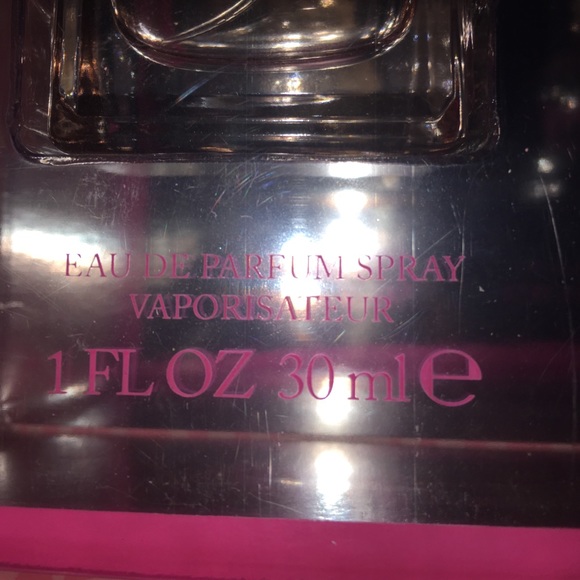 EAU DE PARFUM SPRAY
VAPORISATEUR
1 FL OZ 30 ml e